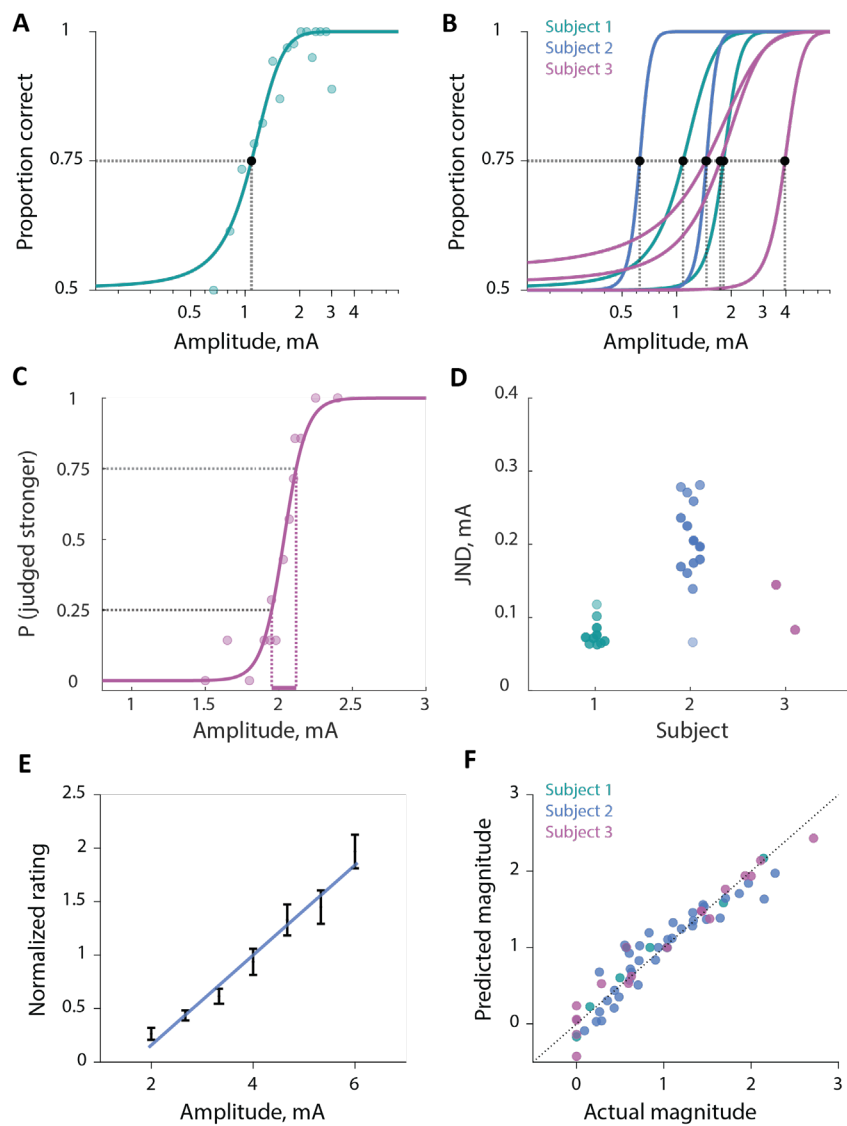 A
Proportion correct
1
0.75
0.5
0.5
1
2
3
4
Amplitude, mA
B
Subject 1
Subject 2
Subject 3
Proportion correct
1
0.75
0.5
0.5
1
2
3
4
Amplitude, mA
C
P (judged stronger)
1
0.75
0.5
0.25
0
1
1.5
2
2.5
3
Amplitude, mA
D
JND, mA
0.4
0.3
0.2
0.1
0
1
2
3
Subject
E
Normalized rating
2.5
2
1.5
1
0.5
0
2
4
6
Amplitude, mA
F
Subject 1
Subject 2
Subject 3
Predicted magnitude
3
2
1
0
0
1
2
3
Actual magnitude